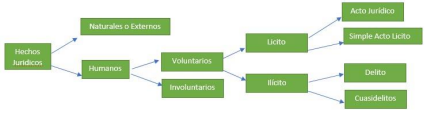 Hechos
Jurídicos
Naturales o Externos
Humanos
Voluntarios
Involuntarios
Licito
Ilícito
Acto Jurídico
Simple Acto Licito
Delito
Cuasidelitos